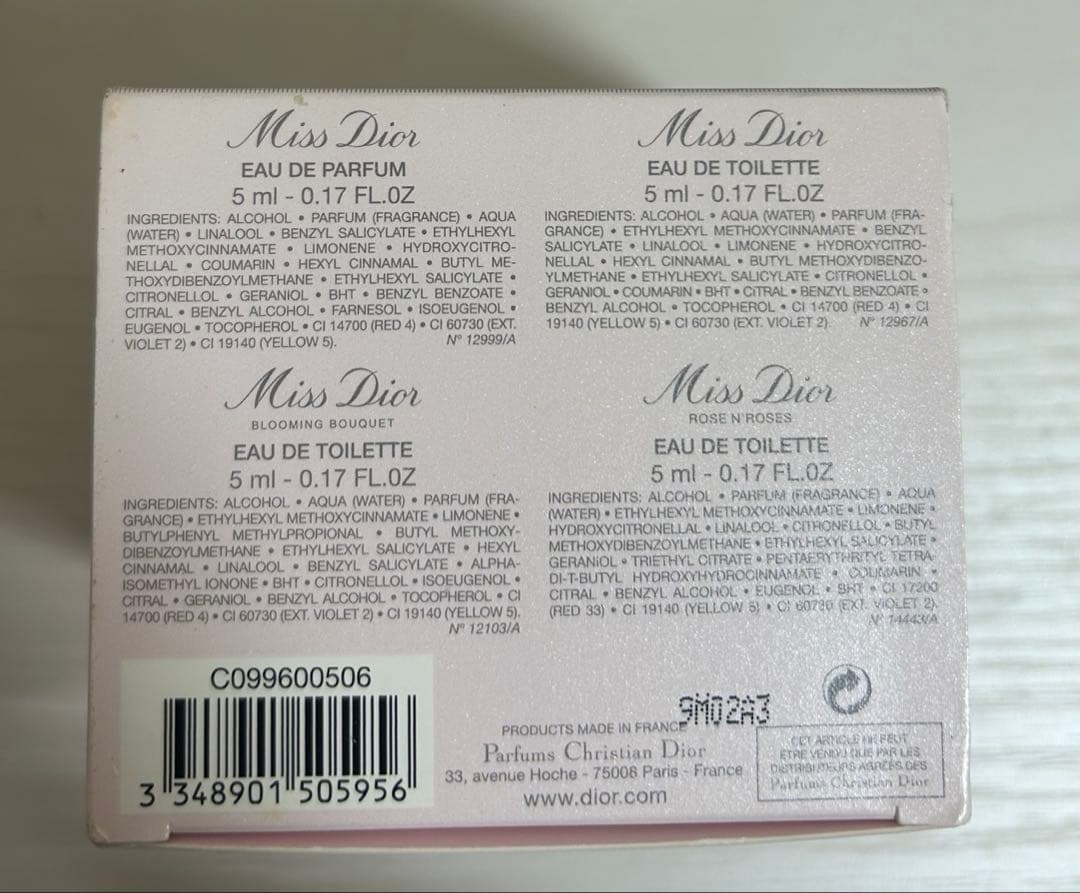 Miss Dior
EAU DE PARFUM
5 ml - 0.17 FL.OZ
INGREDIENTS: ALCOHOL • PARFUM (FRAGRANCE) • AQUA
(WATER) • LINALOOL • BENZYL SALICYLATE • ETHYLHEXYL
METHOXYCINNAMATE • LIMONENE • HYDROXYCITRO-
NELLAL • COUMARIN • HEXYL CINNAMAL • BUTYL ME-
THOXYDIBENZOYLMETHANE • ETHYLHEXYL SALICYLATE •
CITRONELLOL • GERANIOL • BHT • BENZYL BENZOATE •
CITRAL • BENZYL ALCOHOL • FARNESOL • ISOEUGENOL •
EUGENOL • TOCOPHEROL • CI 14700 (RED 4) • CI 60730 (EXT.
VIOLET 2) • CI 19140 (YELLOW 5). N° 12999/A
Miss Dior
EAU DE TOILETTE
5 ml - 0.17 FL.OZ
INGREDIENTS: ALCOHOL • AQUA (WATER) • PARFUM (FRA-
GRANCE) • ETHYLHEXYL METHOXYCINNAMATE • BENZYL
SALICYLATE • LINALOOL • LIMONENE • HYDROXYCITRO-
NELLAL • HEXYL CINNAMAL • BUTYL METHOXYDIBENZO-
YLMETHANE • ETHYLHEXYL SALICYLATE • CITRONELLOL •
GERANIOL • COUMARIN • BHT • CITRAL • BENZYL BENZOATE •
BENZYL ALCOHOL • TOCOPHEROL • CI 14700 (RED 4) • CI
19140 (YELLOW 5) • CI 60730 (EXT. VIOLET 2). N° 12967/A
Miss Dior
BLOOMING BOUQUET
EAU DE TOILETTE
5 ml - 0.17 FL.OZ
INGREDIENTS: ALCOHOL • AQUA (WATER) • PARFUM (FRA-
GRANCE) • ETHYLHEXYL METHOXYCINNAMATE • LIMONENE •
BUTYLPHENYL METHYLPROPIONAL • BUTYL METHOXY-
DIBENZOYLMETHANE • ETHYLHEXYL SALICYLATE • HEXYL
CINNAMAL • LINALOOL • BENZYL SALICYLATE • ALPHA-
ISOMETHYL IONONE • BHT • CITRONELLOL • ISOEUGENOL •
CITRAL • GERANIOL • BENZYL ALCOHOL • TOCOPHEROL • CI
14700 (RED 4) • CI 60730 (EXT. VIOLET 2) • CI 19140 (YELLOW 5).
N° 12103/A
Miss Dior
ROSE N'ROSES
EAU DE TOILETTE
5 ml - 0.17 FL.OZ
INGREDIENTS: ALCOHOL • PARFUM (FRAGRANCE) • AQUA
(WATER) • ETHYLHEXYL METHOXYCINNAMATE • LIMONENE •
HYDROXYCITRONELLAL • LINALOOL • CITRONELLOL • BUTYL
METHOXYDIBENZOYLMETHANE • ETHYLHEXYL SALICYLATE •
GERANIOL • TRIETHYL CITRATE • PENTAERYTHRITYL TETRA-
DI-T-BUTYL HYDROXYHYDROCINNAMATE • COUMARIN •
CITRAL • BENZYL ALCOHOL • EUGENOL • BHT • CI 17200
(RED 33) • CI 19140 (YELLOW 5) • CI 60730 (EXT. VIOLET 2).
N° 14443/A
C099600506
3 348901 505956
9M02A3
PRODUCTS MADE IN FRANCE
Parfums Christian Dior
33, avenue Hoche - 75008 Paris - France
www.dior.com
CET ARTICLE NE PEUT
ÊTRE VENDU QUE PAR LES
DISTRIBUTEURS AGRÉÉS DES
Parfums Christian Dior